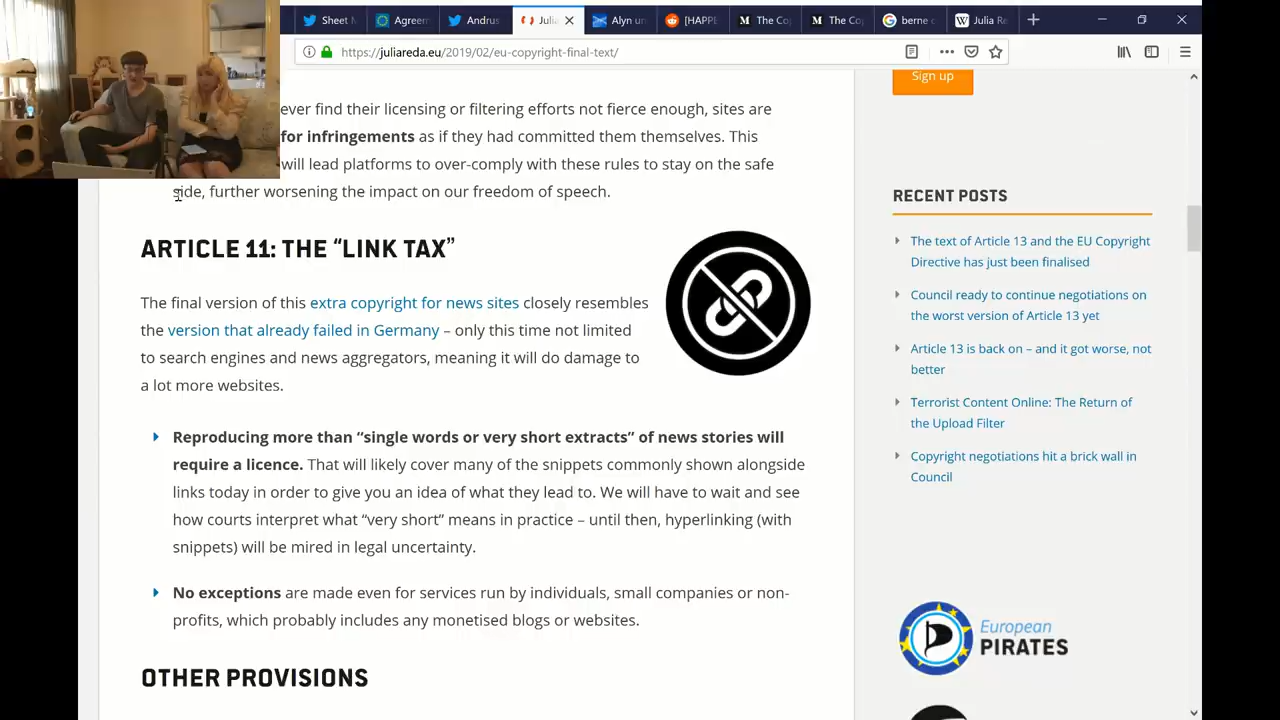 Sheet M
Agreem
Andrus
Julia
Alyn un
[HAPPE
The Cop
The Cop
berne c
Julia Re
https://juliareda.eu/2019/02/eu-copyright-final-text/
Sign up
ever find their licensing or filtering efforts not fierce enough, sites are
for infringements as if they had committed them themselves. This
will lead platforms to over-comply with these rules to stay on the safe
side, further worsening the impact on our freedom of speech.
ARTICLE 11: THE “LINK TAX”
The final version of this extra copyright for news sites closely resembles
the version that already failed in Germany – only this time not limited
to search engines and news aggregators, meaning it will do damage to
a lot more websites.
Reproducing more than “single words or very short extracts” of news stories will
require a licence. That will likely cover many of the snippets commonly shown alongside
links today in order to give you an idea of what they lead to. We will have to wait and see
how courts interpret what “very short” means in practice – until then, hyperlinking (with
snippets) will be mired in legal uncertainty.
No exceptions are made even for services run by individuals, small companies or non-
profits, which probably includes any monetised blogs or websites.
OTHER PROVISIONS
RECENT POSTS
The text of Article 13 and the EU Copyright
Directive has just been finalised
Council ready to continue negotiations on
the worst version of Article 13 yet
Article 13 is back on – and it got worse, not
better
Terrorist Content Online: The Return of
the Upload Filter
Copyright negotiations hit a brick wall in
Council
European
PIRATES